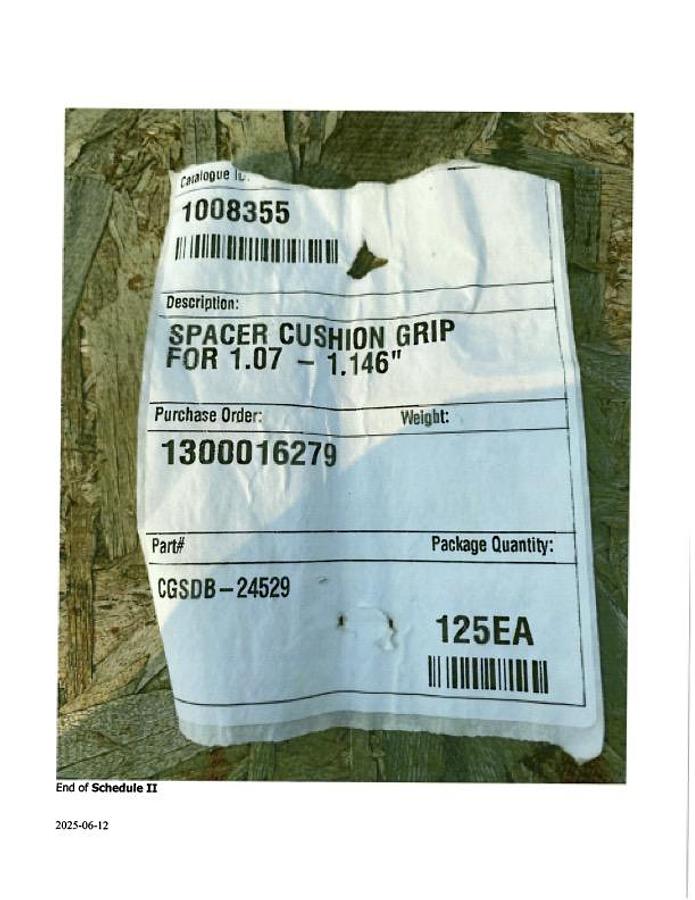 Catalogue ID:
1008355
Description:
SPACER CUSHION GRIP
FOR 1.07 – 1.146"
Purchase Order: Weight:
1300016279
Part# Package Quantity:
CGSDB–24529
125EA
End of Schedule II
2025-06-12